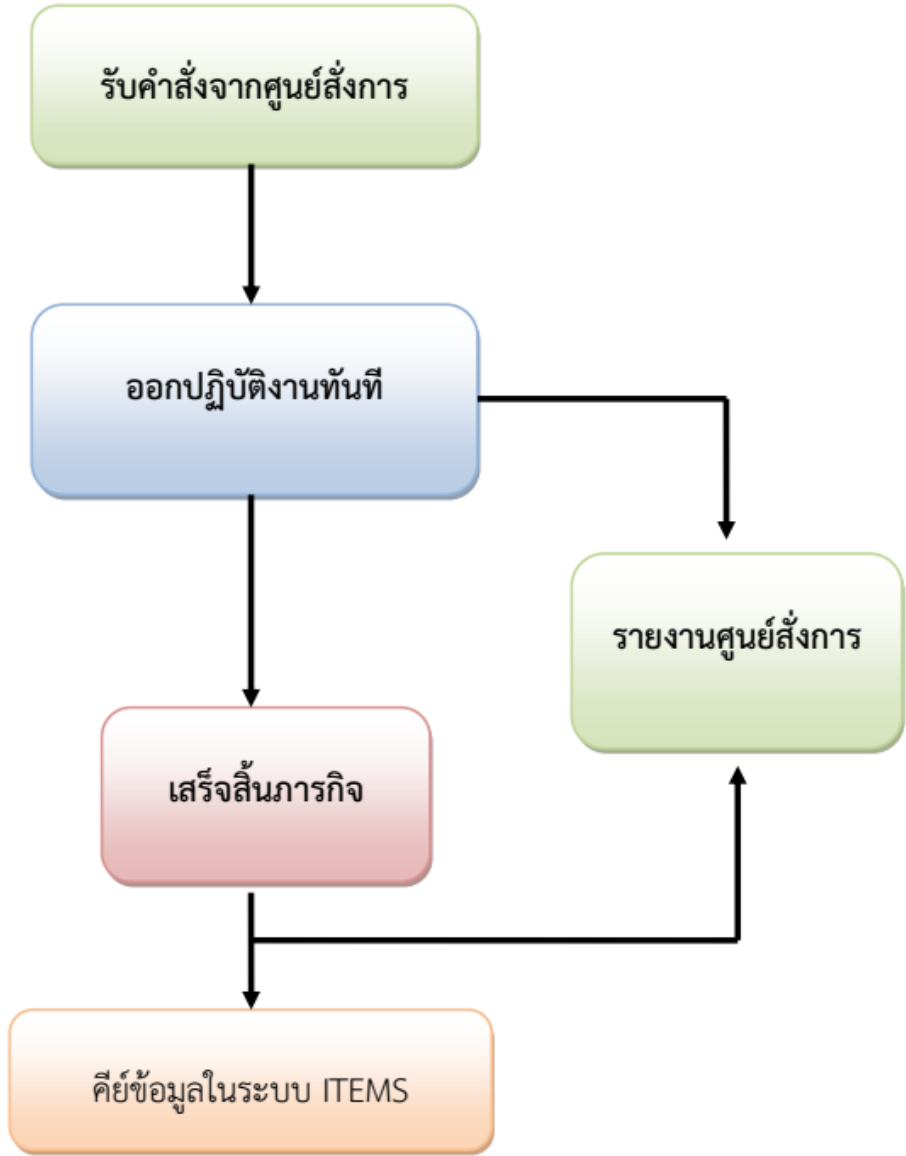 รับคำสั่งจากศูนย์สั่งการ
ออกปฏิบัติงานทันที
รายงานศูนย์สั่งการ
เสร็จสิ้นภารกิจ
คีย์ข้อมูลในระบบ ITEMS